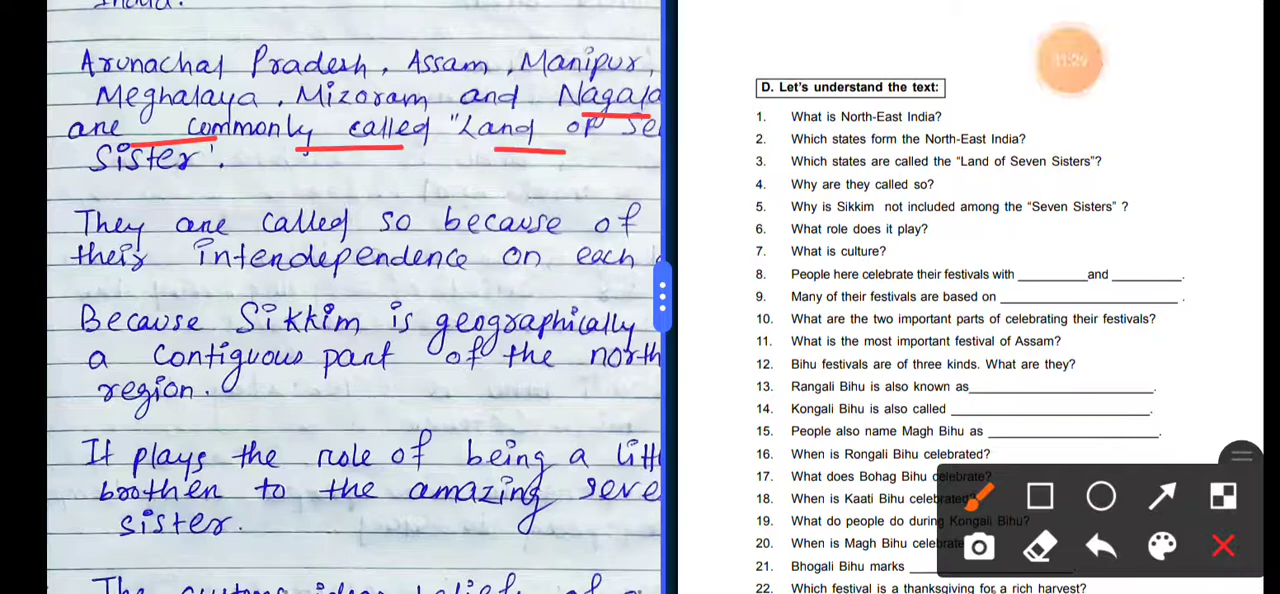 Arunachal Pradesh, Assam, Manipur,
Meghalaya, Mizoram and
are commonly called "Land of
sister'.
They are called so because of
their intendependence on each
Because Sikkim is geographically
a contiguous part of the north
region.
It plays the role of being a
broother to the amazing
sister.
11:29
D. Let's understand the text:
1. What is North-East India?
2. Which states form the North-East India?
3. Which states are called the "Land of Seven Sisters"?
4. Why are they called so?
5. Why is Sikkim not included among the "Seven Sisters" ?
6. What role does it play?
7. What is culture?
8. People here celebrate their festivals with ________and ________.
9. Many of their festivals are based on ____________________ .
10. What are the two important parts of celebrating their festivals?
11. What is the most important festival of Assam?
12. Bihu festivals are of three kinds. What are they?
13. Rangali Bihu is also known as____________________.
14. Kongali Bihu is also called ____________________.
15. People also name Magh Bihu as ____________________.
16. When is Rongali Bihu celebrated?
17. What does Bohag Bihu celebrate?
18. When is Kaati Bihu celebrated?
19. What do people do during Kongali Bihu?
20. When is Magh Bihu
21. Bhogali Bihu marks ____________________
22. Which festival is a thanksgiving for a rich harvest?